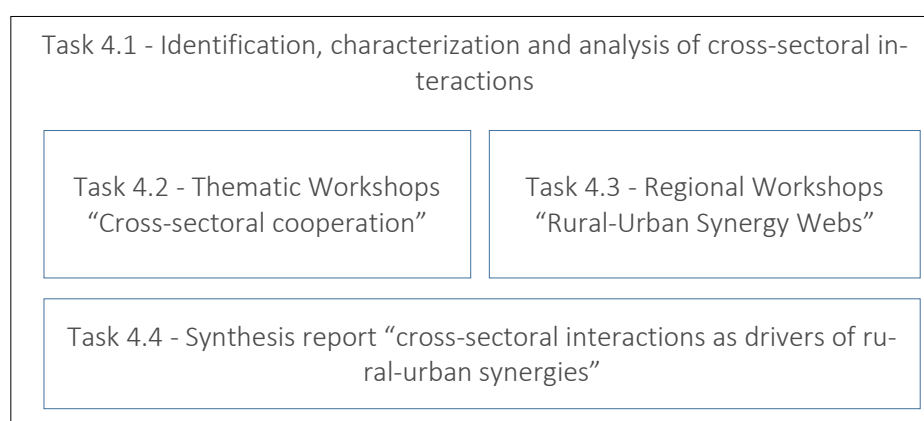 Task 4.1 - Identification, characterization and analysis of cross-sectoral in-
teractions
Task 4.2 - Thematic Workshops
“Cross-sectoral cooperation”
Task 4.3 - Regional Workshops
“Rural-Urban Synergy Webs”
Task 4.4 - Synthesis report “cross-sectoral interactions as drivers of ru-
ral-urban synergies”